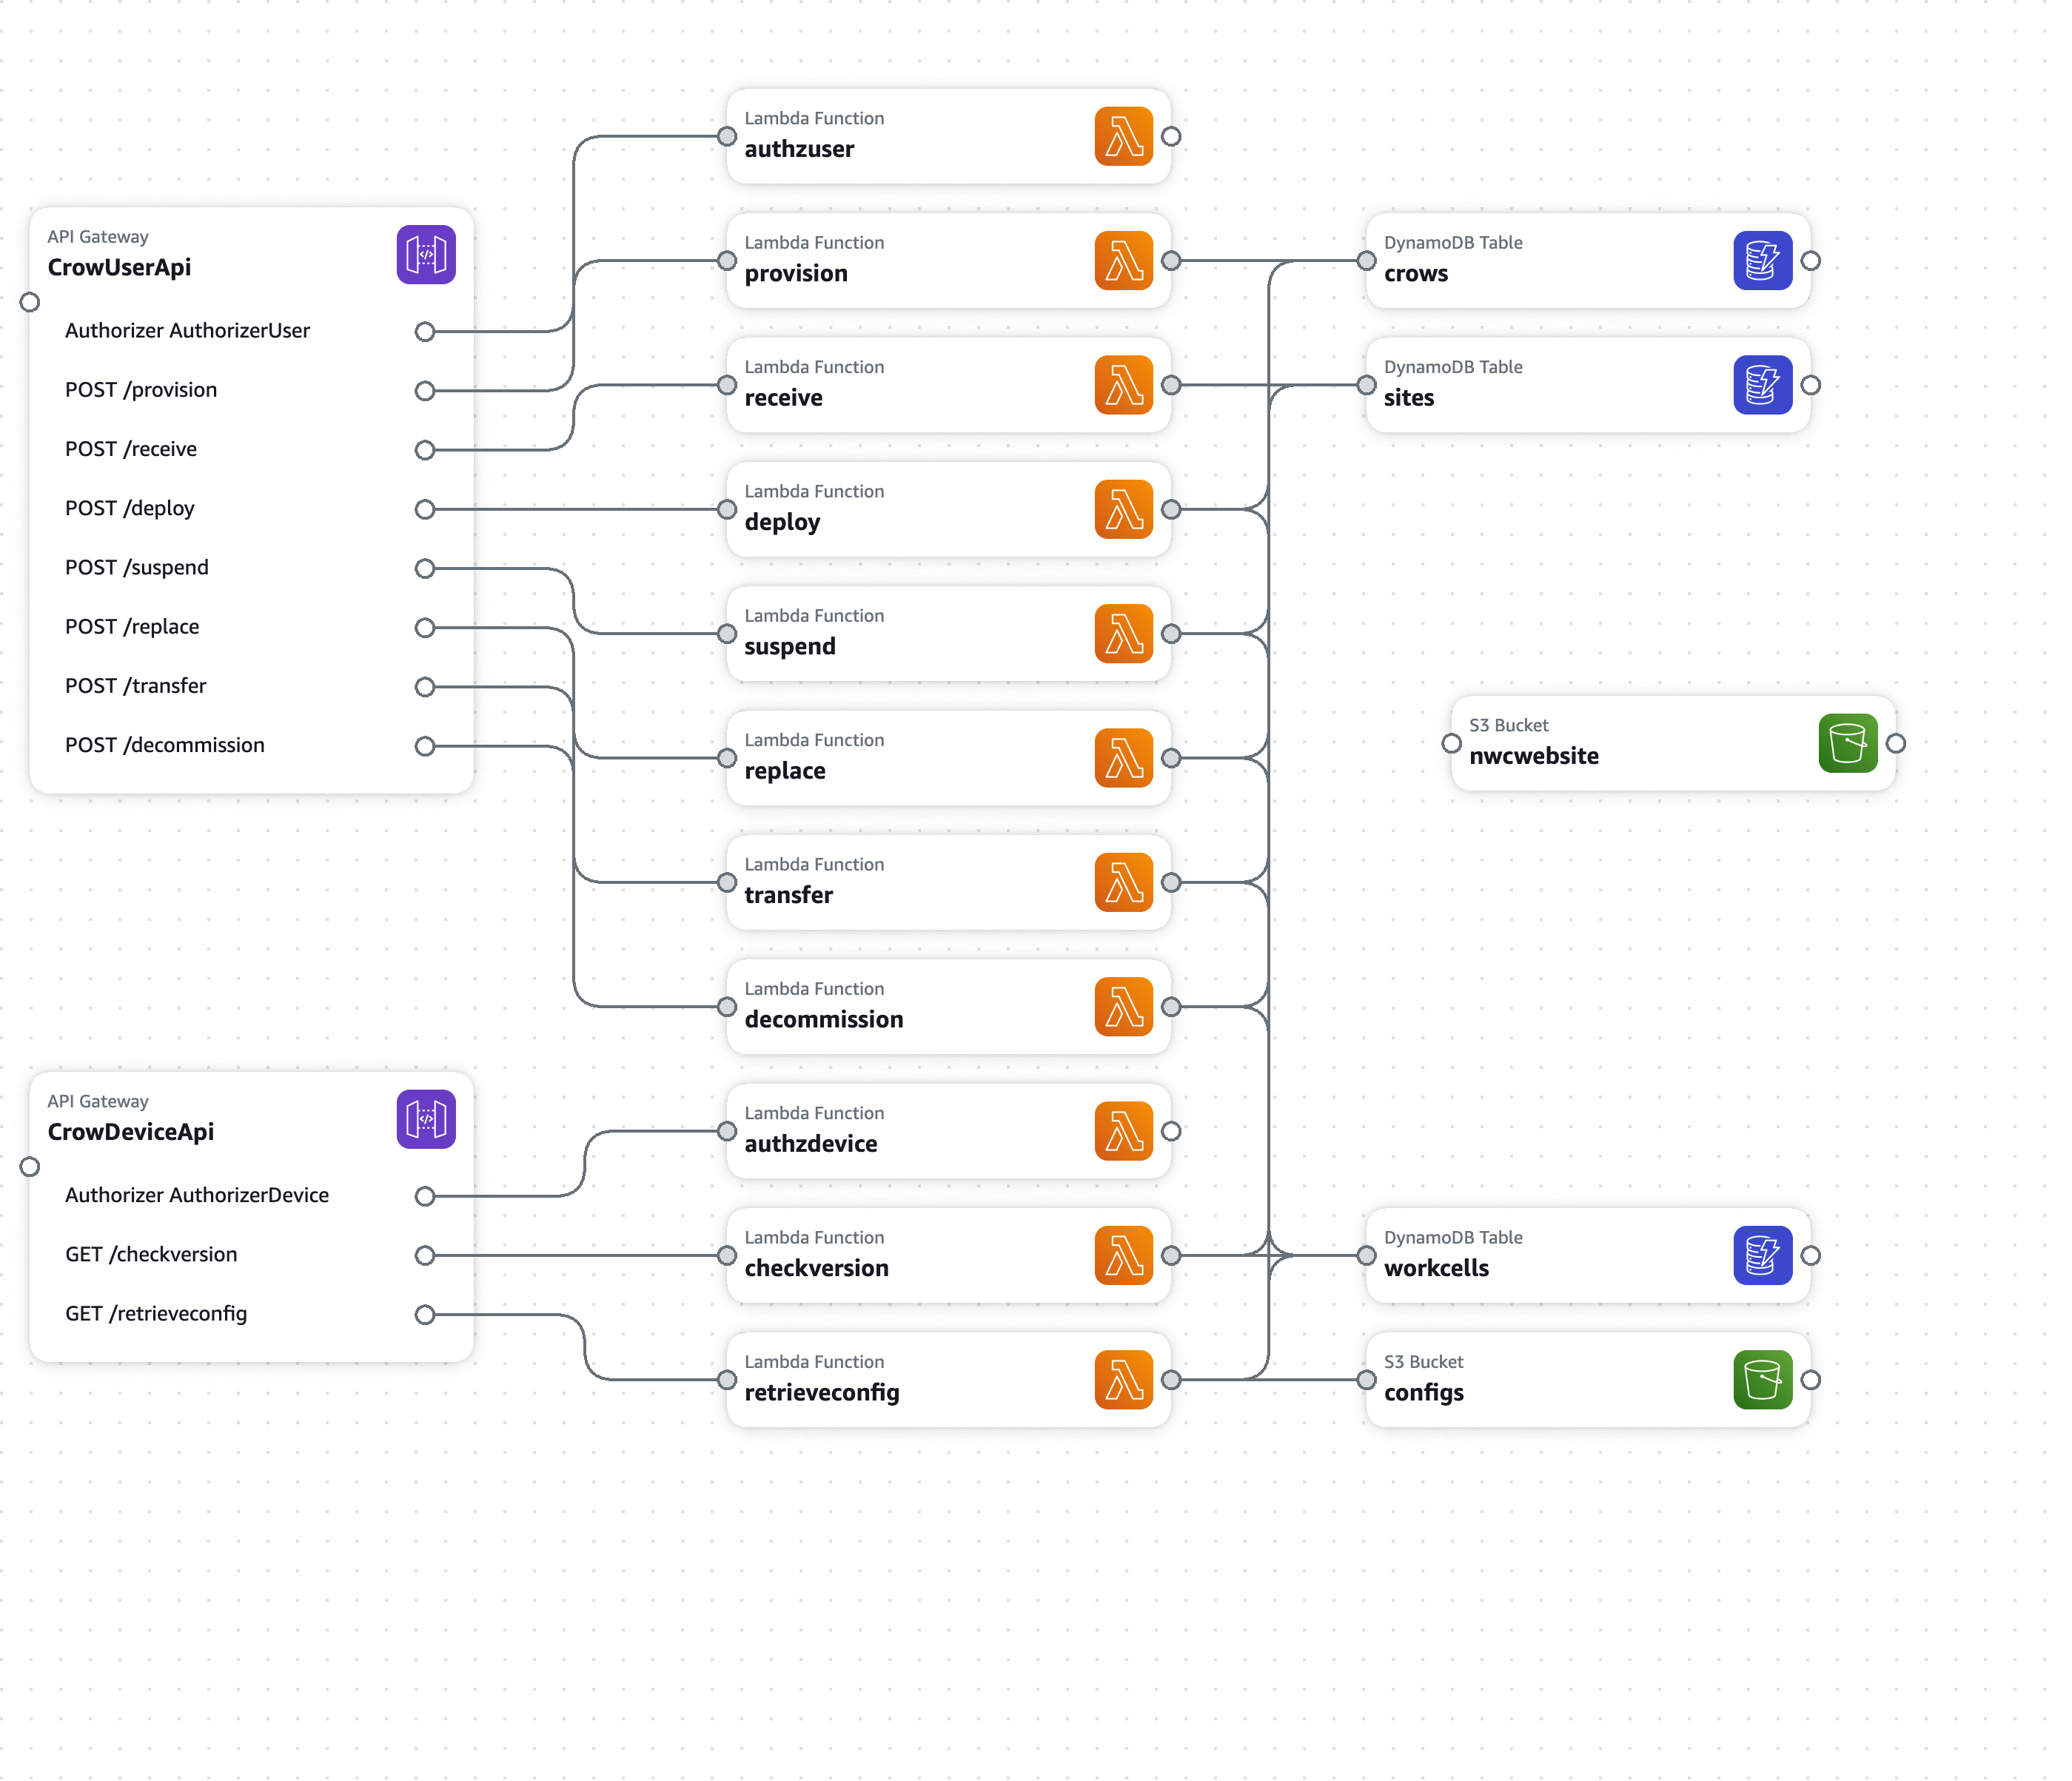 API Gateway
CrowUserApi
Authorizer AuthorizerUser
POST /provision
POST /receive
POST /deploy
POST /suspend
POST /replace
POST /transfer
POST /decommission
API Gateway
CrowDeviceApi
Authorizer AuthorizerDevice
GET /checkversion
GET /retrieveconfig
Lambda Function
authzuser
Lambda Function
provision
Lambda Function
receive
Lambda Function
deploy
Lambda Function
suspend
Lambda Function
replace
Lambda Function
transfer
Lambda Function
decommission
Lambda Function
authzdevice
Lambda Function
checkversion
Lambda Function
retrieveconfig
DynamoDB Table
crows
DynamoDB Table
sites
S3 Bucket
nwcwebsite
DynamoDB Table
workcells
S3 Bucket
configs